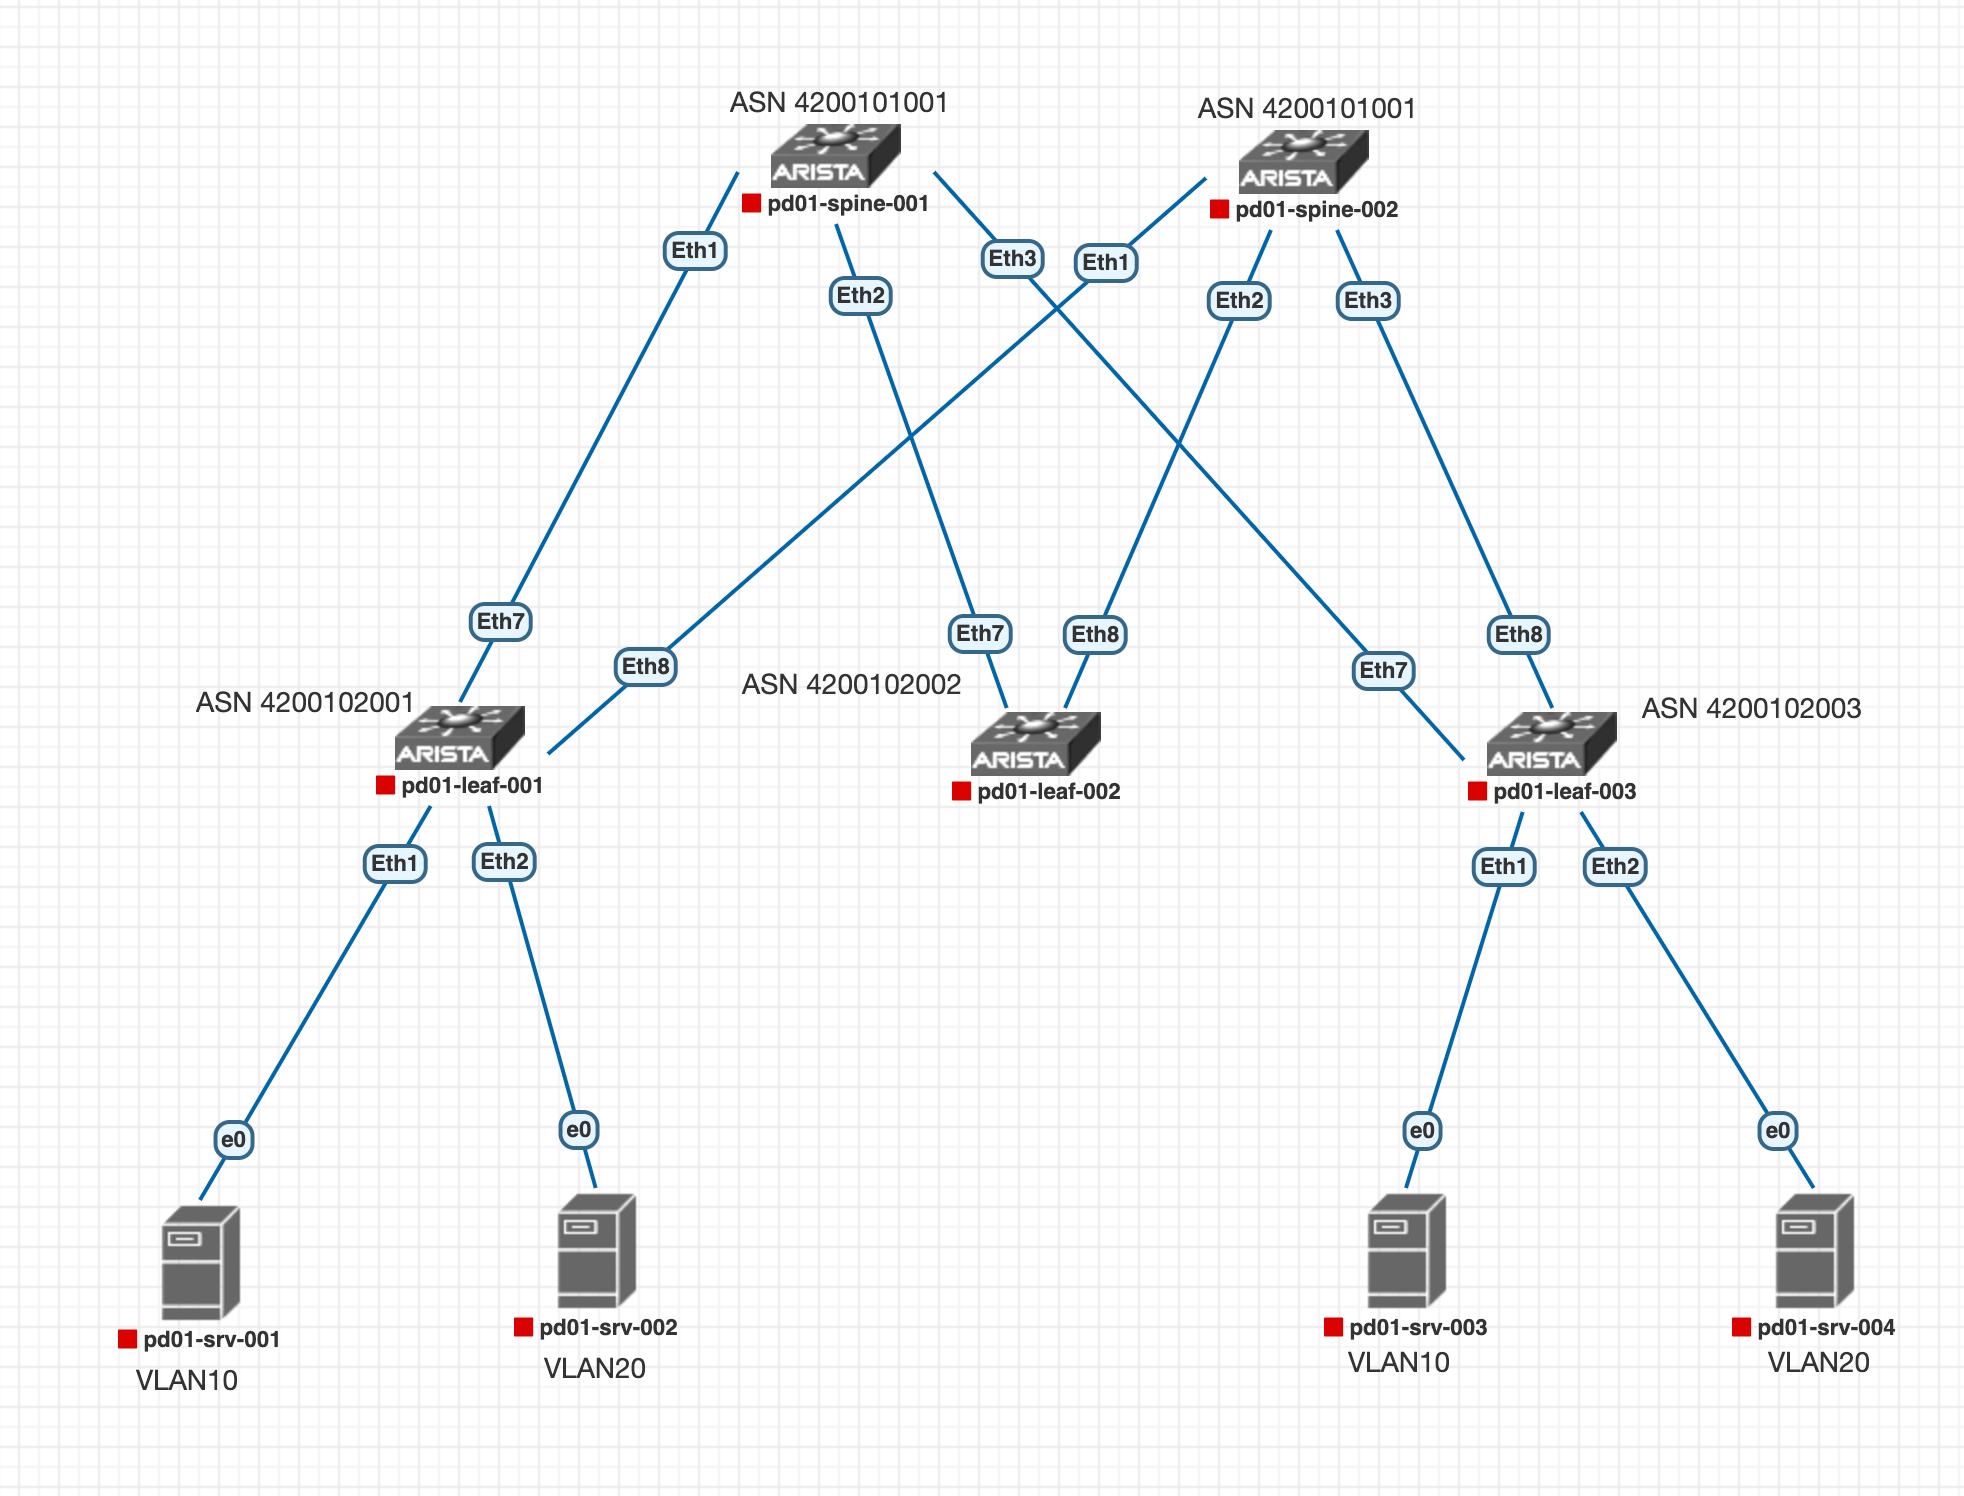 ASN 4200101001
ASN 4200101001
ARISTA
ARISTA
pd01-spine-001
pd01-spine-002
Eth1
Eth3
Eth1
Eth2
Eth2
Eth3
Eth7
Eth8
Eth7
Eth8
Eth7
Eth8
ASN 4200102001
ASN 4200102002
ASN 4200102003
ARISTA
ARISTA
ARISTA
pd01-leaf-001
pd01-leaf-002
pd01-leaf-003
Eth1
Eth2
Eth1
Eth2
e0
e0
e0
e0
pd01-srv-001
pd01-srv-002
pd01-srv-003
pd01-srv-004
VLAN10
VLAN20
VLAN10
VLAN20